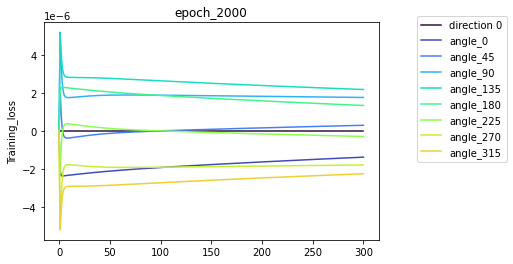 epoch_2000
1e−6
4
2
0
−2
−4
Training_loss
0
50
100
150
200
250
300
direction 0
angle_0
angle_45
angle_90
angle_135
angle_180
angle_225
angle_270
angle_315